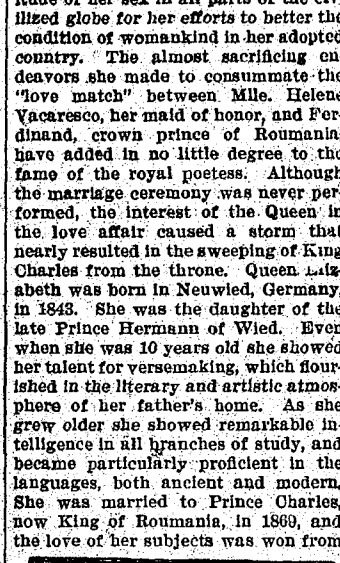 itude of her sex in all parts of the civ-
ilized globe for her efforts to better the
condition of womankind in her adopted
country. The almost sacrificing en
deavors she made to consummate the
"love match" between Mlle. Helene
Vacaresco, her maid of honor, and Fer
dinand, crown prince of Roumania
have added in no little degree to the
fame of the royal poetess. Although
the marriage ceremony was never per
formed, the interest of the Queen in
the love affair caused a storm that
nearly resulted in the sweeping of King
Charles from the throne. Queen Eliz
abeth was born in Neuwied, Germany
in 1843. She was the daughter of the
late Prince Hermann of Wied. Even
when she was 10 years old she showed
her talent for versemaking, which flour
ished in the literary and artistic atmos
phere of her father's home. As she
grew older she showed remarkable in
telligence in all branches of study, and
became particularly proficient in the
languages, both ancient and modern.
She was married to Prince Charles,
now King of Roumania, in 1869, and
the love of her subjects was won from